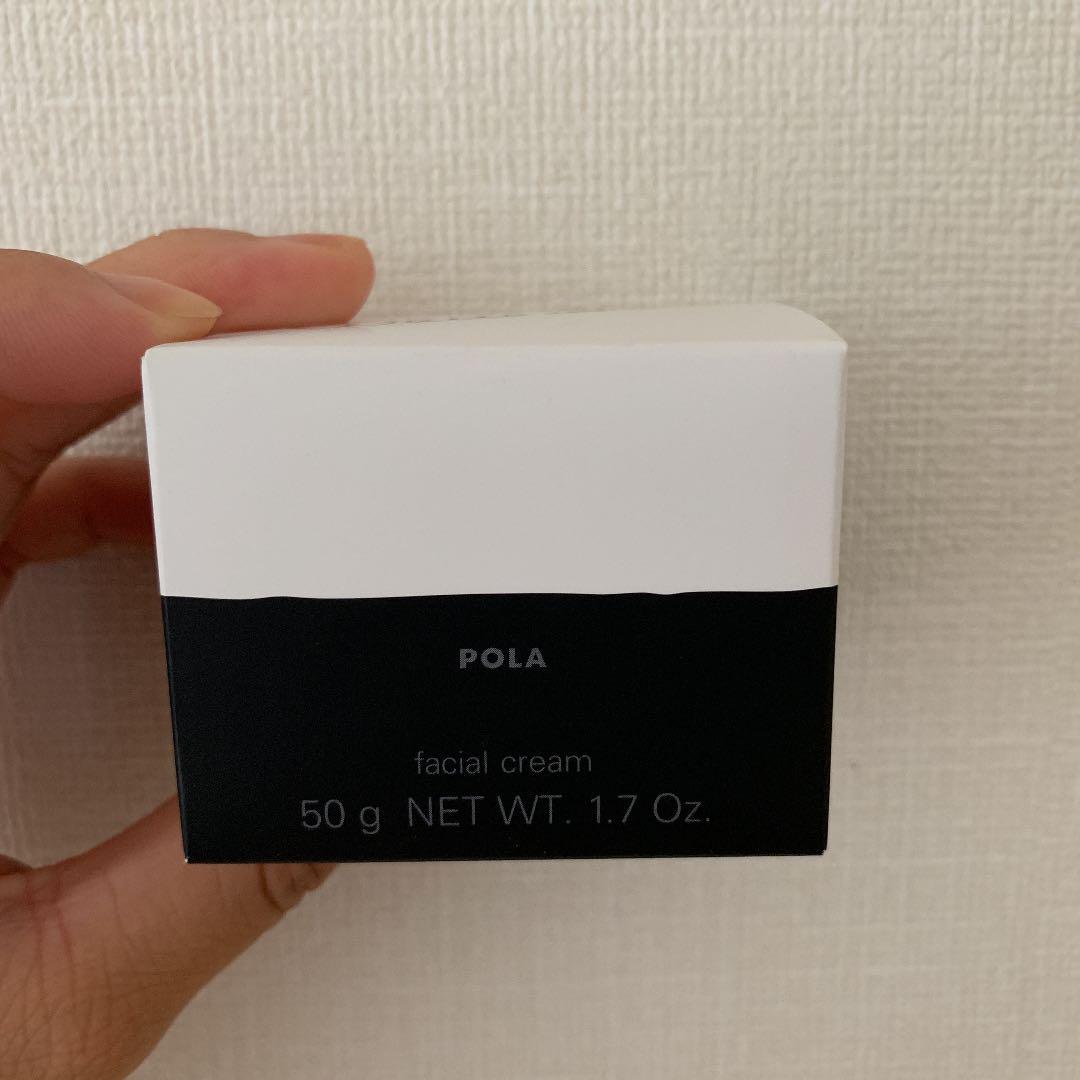 POLA
facial cream
50 g NET WT. 1.7 Oz.